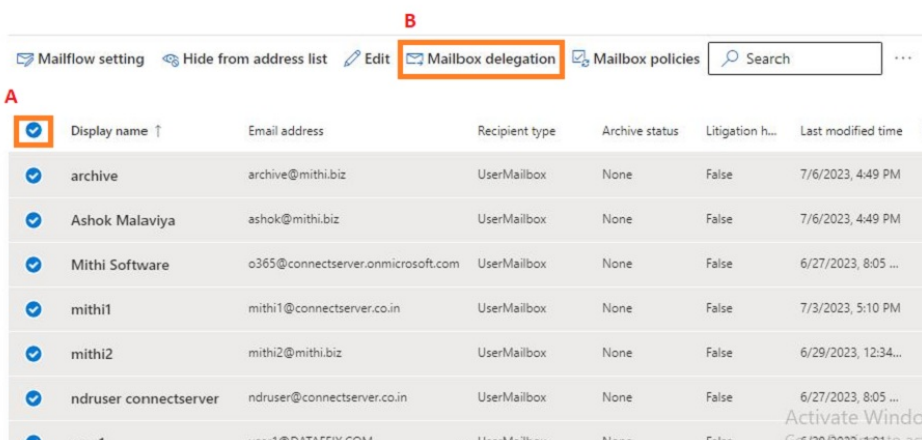 B
Mailflow setting Hide from address list Edit Mailbox delegation Mailbox policies Search ...
A
Display name ↑ Email address Recipient type Archive status Litigation h... Last modified time
archive archive@mithi.biz UserMailbox None False 7/6/2023, 4:49 PM
Ashok Malaviya ashok@mithi.biz UserMailbox None False 7/6/2023, 4:49 PM
Mithi Software o365@connectserver.onmicrosoft.com UserMailbox None False 6/27/2023, 8:05 ...
mithi1 mithi1@connectserver.co.in UserMailbox None False 7/3/2023, 5:10 PM
mithi2 mithi2@mithi.biz UserMailbox None False 6/29/2023, 12:34...
ndruser connectserver ndruser@connectserver.co.in UserMailbox None False 6/27/2023, 8:05 ...
Activate Windo